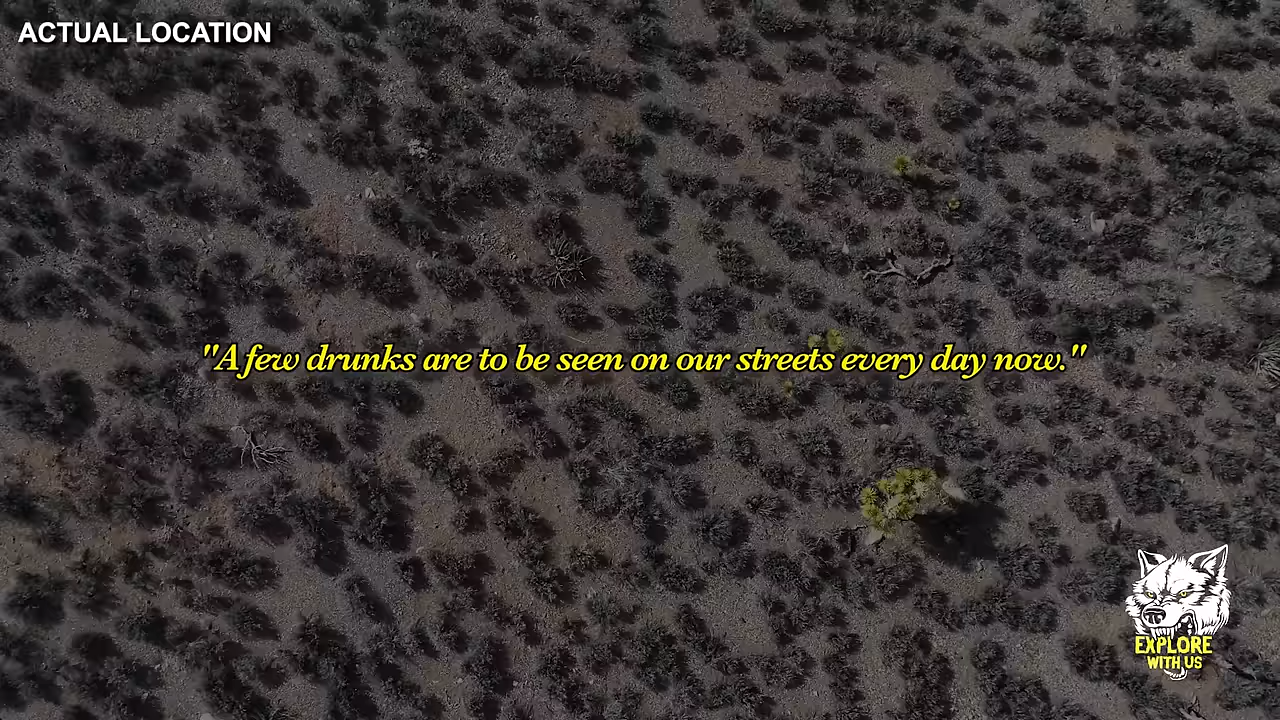 ACTUAL LOCATION
"A few drunks are to be seen on our streets every day now."
EXPLORE
WITH US